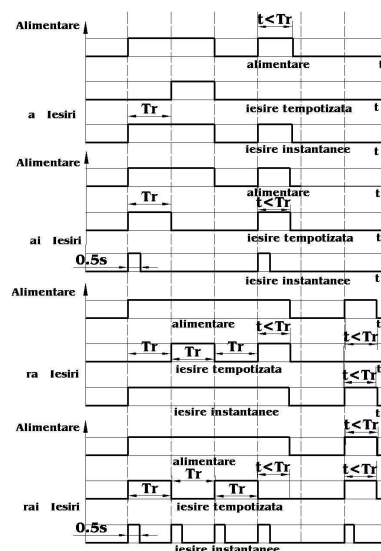 t<Tr
Alimentare
alimentare t
Tr iesire tempotizata t
a Iesiri
iesire instantanee t
Alimentare
alimentare
Tr t<Tr t
iesire tempotizata
ai Iesiri t
0.5s
iesire instantanee
Alimentare
alimentare t<Tr t<Tr
Tr Tr Tr t
ra Iesiri iesire tempotizata
t<Tr
iesire instantanee t
Alimentare t<Tr
alimentare
Tr t<Tr t<Tr
Tr Tr
rai Iesiri iesire tempotizata
0.5s
iesire instantanee